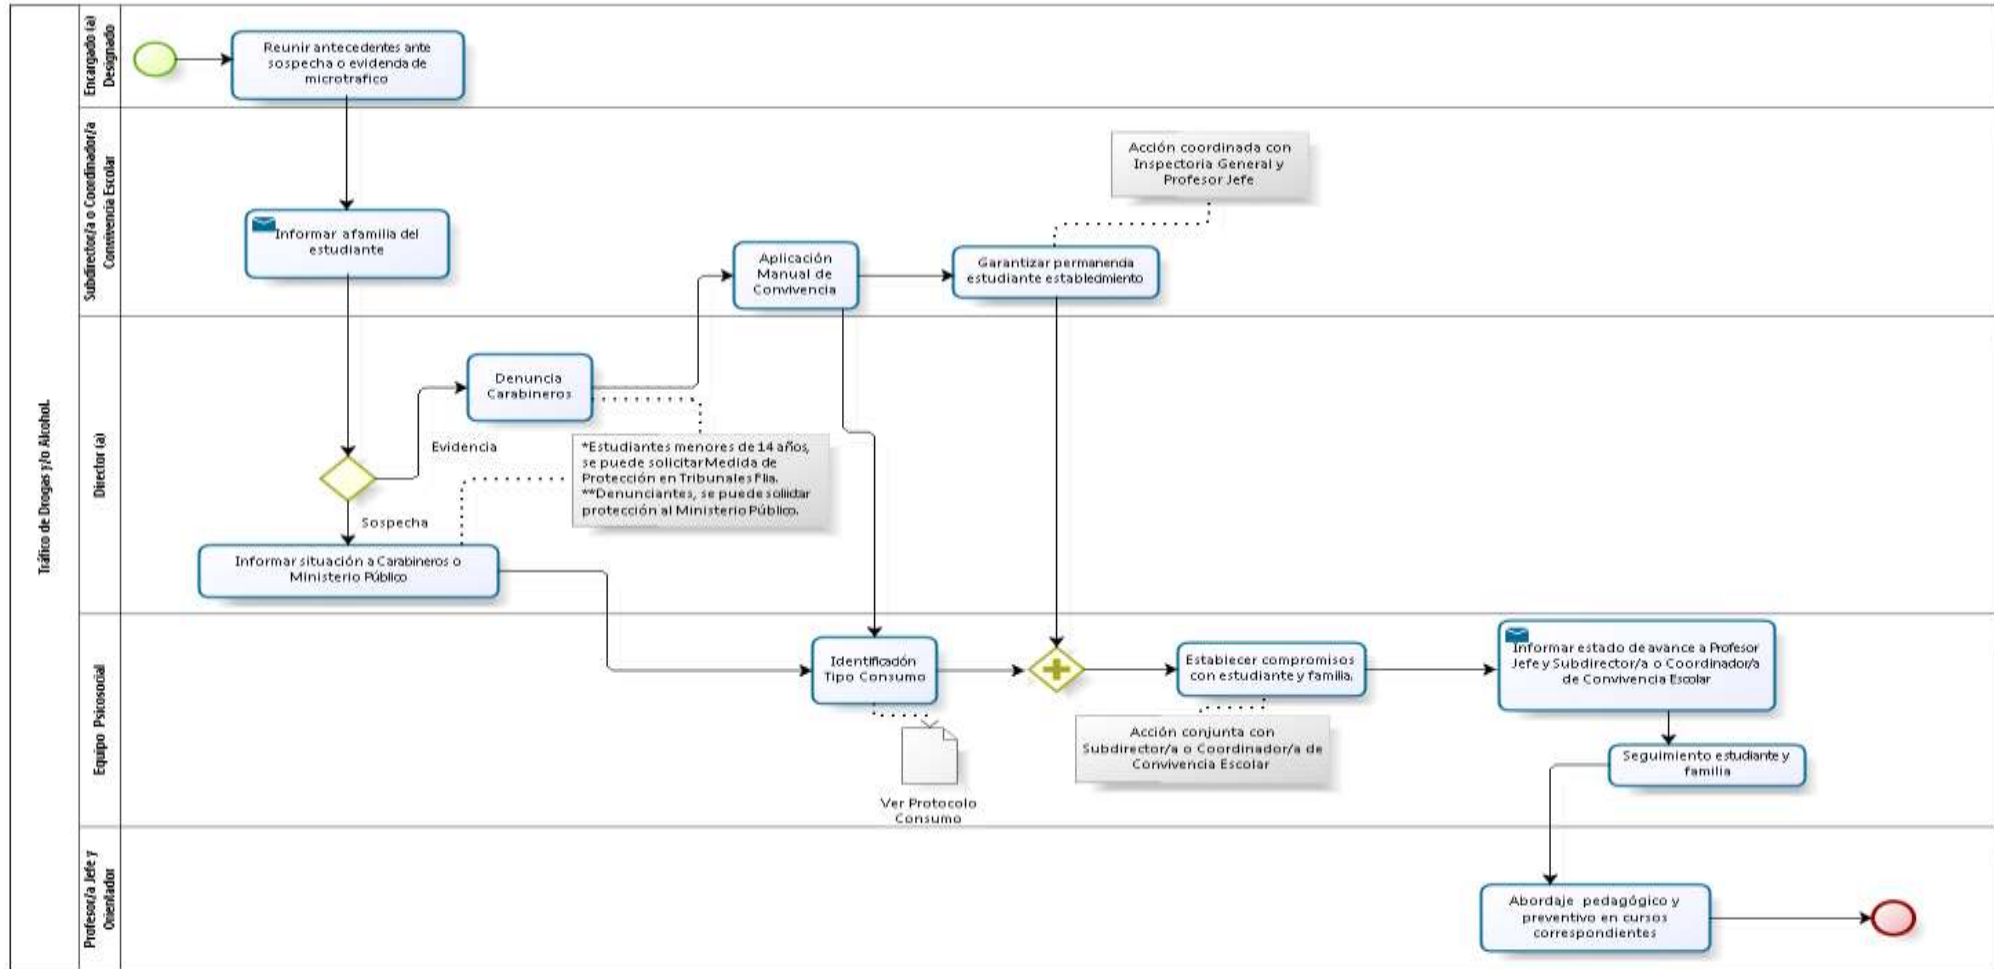 Tráfico de Drogas y/o Alcohol.
Encargado (a)
Designado
Reunir antecedentes ante
sospecha o evidencia de
microtrafico
Subdirector/a o Coordinador/a
Convivencia Escolar
Informar a familia del
estudiante
Aplicación
Manual de
Convivencia
Garantizar permanencia
estudiante establecimiento
Acción coordinada con
Inspectoria General y
Profesor Jefe
Director (a)
Denuncia
Carabineros
Evidencia
Sospecha
*Estudiantes menores de 14 años,
se puede solicitar Medida de
Protección en Tribunales Flia.
**Denunciantes, se puede solicitar
protección al Ministerio Público.
Informar situación a Carabineros o
Ministerio Público
Equipo Psicosocial
Identificación
Tipo Consumo
Ver Protocolo
Consumo
Establecer compromisos
con estudiante y familia.
Acción conjunta con
Subdirector/a o Coordinador/a de
Convivencia Escolar
Informar estado de avance a Profesor
Jefe y Subdirector/a o Coordinador/a
de Convivencia Escolar
Seguimiento estudiante y
familia
Profesor/a Jefe y
Orientador
Abordaje pedagógico y
preventivo en cursos
correspondientes